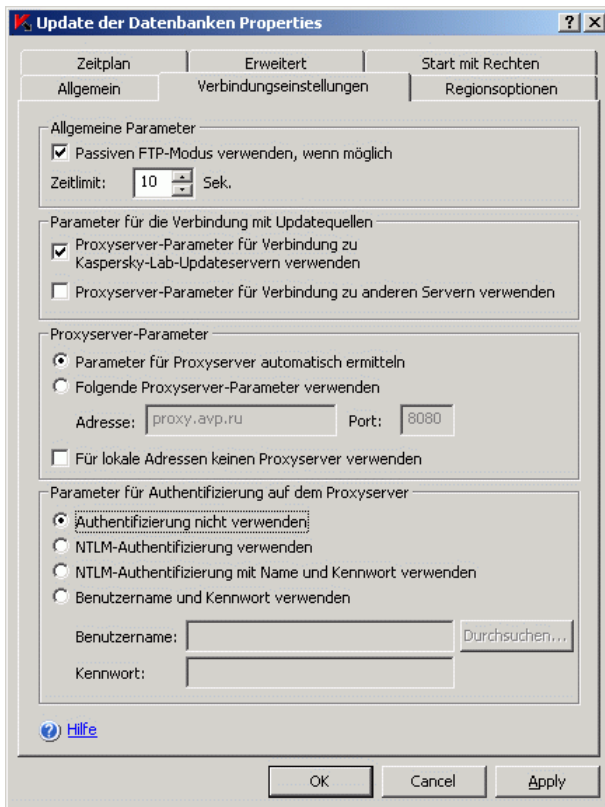 Update der Datenbanken Properties
Zeitplan
Erweitert
Start mit Rechten
Allgemein
Verbindungseinstellungen
Regionsoptionen
Allgemeine Parameter
Passiven FTP-Modus verwenden, wenn möglich
Zeitlimit: 10 Sek.
Parameter für die Verbindung mit Updatequellen
Proxyserver-Parameter für Verbindung zu
Kaspersky-Lab-Updateservern verwenden
Proxyserver-Parameter für Verbindung zu anderen Servern verwenden
Proxyserver-Parameter
Parameter für Proxyserver automatisch ermitteln
Folgende Proxyserver-Parameter verwenden
Adresse: proxy.avp.ru Port: 8080
Für lokale Adressen keinen Proxyserver verwenden
Parameter für Authentifizierung auf dem Proxyserver
Authentifizierung nicht verwenden
NTLM-Authentifizierung verwenden
NTLM-Authentifizierung mit Name und Kennwort verwenden
Benutzername und Kennwort verwenden
Benutzername: Durchsuchen...
Kennwort:
Hilfe
OK Cancel Apply